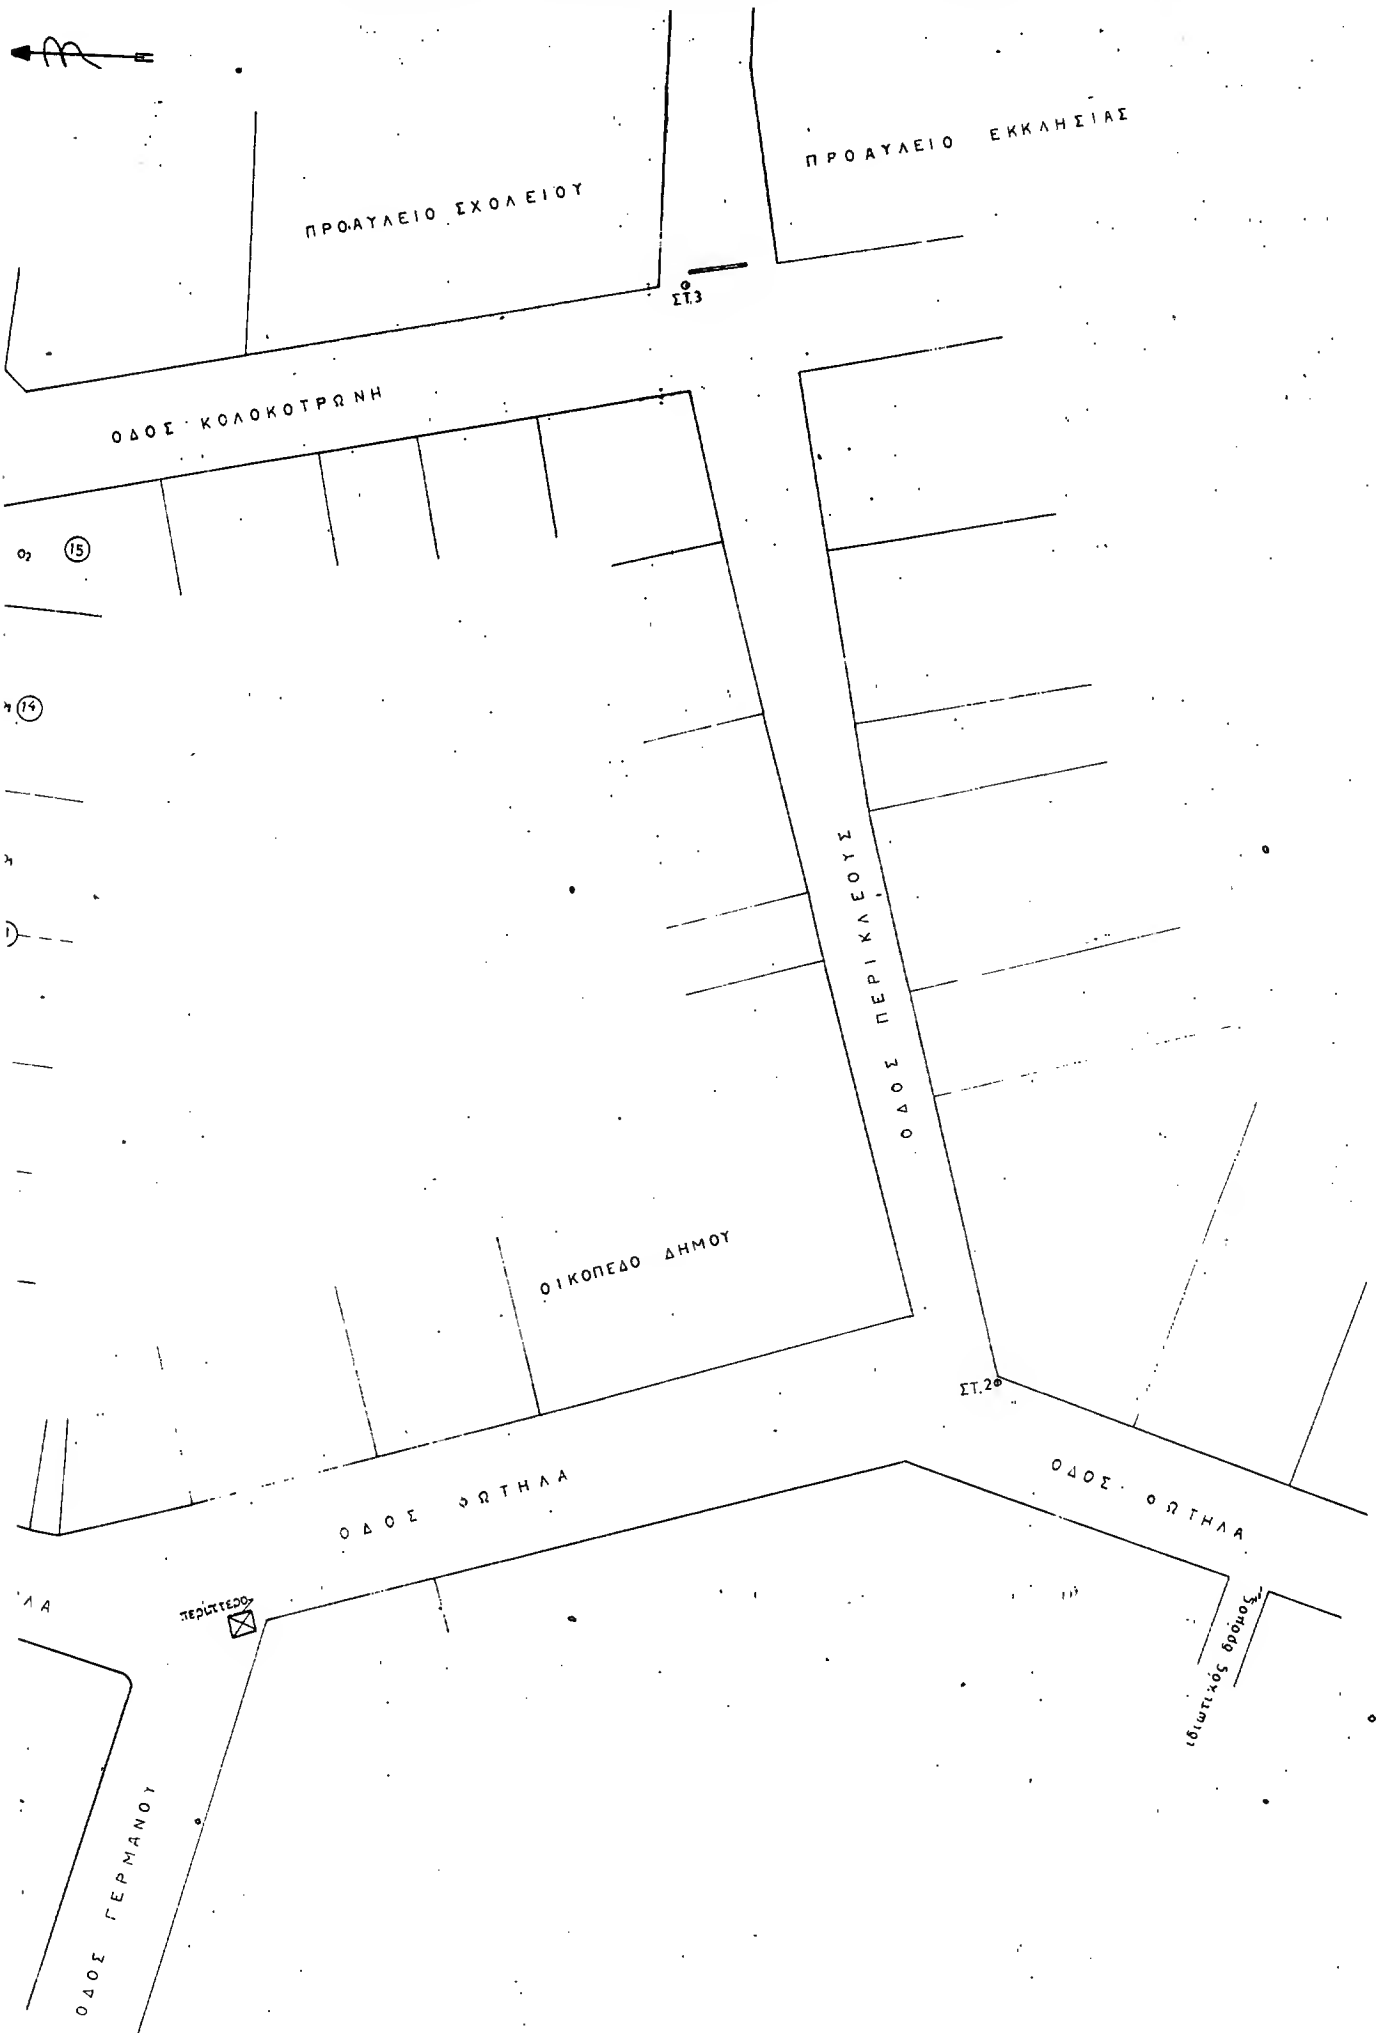 ΠΡΟΑΥΛΕΙΟ ΕΚΚΛΗΣΙΑΣ
ΠΡΟΑΥΛΕΙΟ ΣΧΟΛΕΙΟΥ
ΣΤ.3
ΟΔΟΣ ΚΟΛΟΚΟΤΡΩΝΗ
15
14
ΟΔΟΣ ΠΕΡΙΚΛΕΟΥΣ
ΟΙΚΟΠΕΔΟ ΔΗΜΟΥ
ΣΤ.2
ΟΔΟΣ ΦΩΤΗΛΑ
ΟΔΟΣ ΦΩΤΗΛΑ
ΛΑ
περίπτερο
ιδιωτικός δρόμος
ΟΔΟΣ ΓΕΡΜΑΝΟΥ